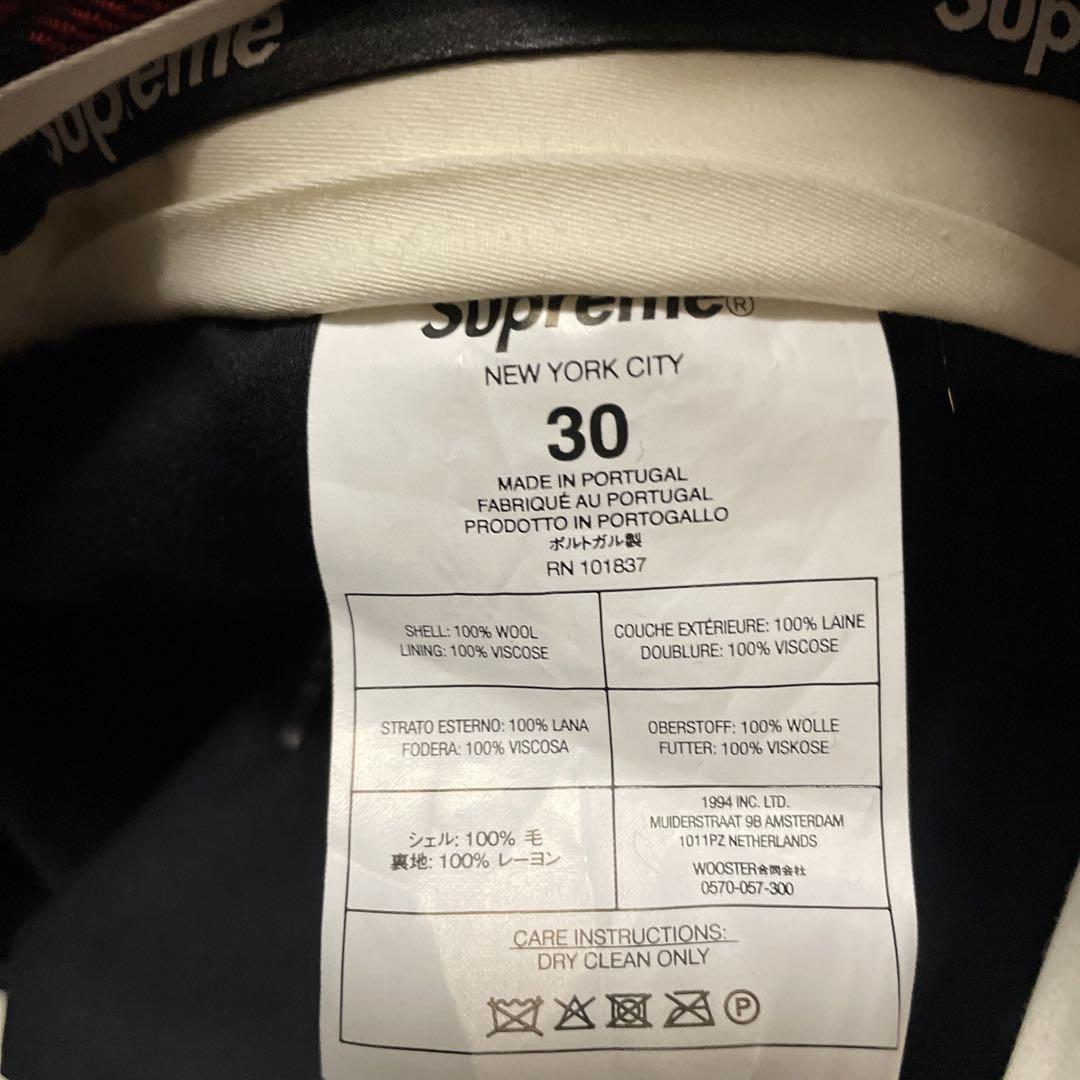 Supreme
Sup
Supreme®
NEW YORK CITY
30
MADE IN PORTUGAL
FABRIQUÉ AU PORTUGAL
PRODOTTO IN PORTOGALLO
ポルトガル製
RN 101837
SHELL: 100% WOOL
LINING: 100% VISCOSE
COUCHE EXTÉRIEURE: 100% LAINE
DOUBLURE: 100% VISCOSE
STRATO ESTERNO: 100% LANA
FODERA: 100% VISCOSA
OBERSTOFF: 100% WOLLE
FUTTER: 100% VISKOSE
シェル: 100% 毛
裏地: 100% レーヨン
1994 INC. LTD.
MUIDERSTRAAT 9B AMSTERDAM
1011PZ NETHERLANDS
WOOSTER合同会社
0570-057-300
CARE INSTRUCTIONS:
DRY CLEAN ONLY
P